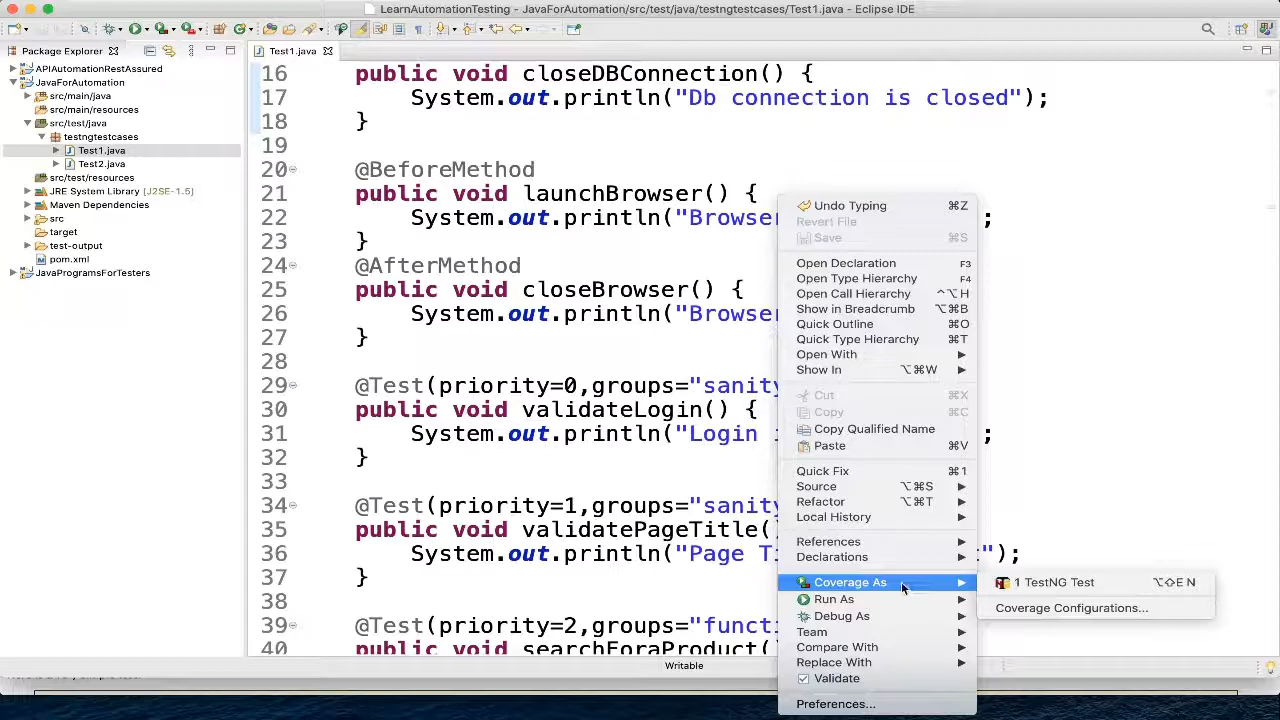 LearnAutomationTesting - JavaForAutomation/src/test/java/testngtestcases/Test1.java - Eclipse IDE
Package Explorer
APIAutomationRestAssured
JavaForAutomation
src/main/java
src/main/resources
src/test/java
testngtestcases
Test1.java
Test2.java
src/test/resources
JRE System Library [J2SE-1.5]
Maven Dependencies
src
target
test-output
pom.xml
JavaProgramsForTesters
Test1.java
16 public void closeDBConnection() {
17 System.out.println("Db connection is closed");
18 }
19
20 @BeforeMethod
21 public void launchBrowser() {
22 System.out.println("Browser ;
23 }
24 @AfterMethod
25 public void closeBrowser() {
26 System.out.println("Browser
27 }
28
29 @Test(priority=0,groups="sanity
30 public void validateLogin() {
31 System.out.println("Login ;
32 }
33
34 @Test(priority=1,groups="sanity
35 public void validatePageTitle(
36 System.out.println("Page Ti ");
37 }
38
39 @Test(priority=2,groups="functi
40 public void searchForaProduct(
Undo Typing ⌘Z
Revert File
Save ⌘S
Open Declaration F3
Open Type Hierarchy F4
Open Call Hierarchy ^⌥H
Show in Breadcrumb ⌥⌘B
Quick Outline ⌘O
Quick Type Hierarchy ⌘T
Open With
Show In ⌥⌘W
Cut ⌘X
Copy ⌘C
Copy Qualified Name
Paste ⌘V
Quick Fix ⌘1
Source ⌥⌘S
Refactor ⌥⌘T
Local History
References
Declarations
Coverage As
Run As
Debug As
Team
Compare With
Replace With
Validate
Preferences...
1 TestNG Test ⌥⇧E N
Coverage Configurations...
Writable